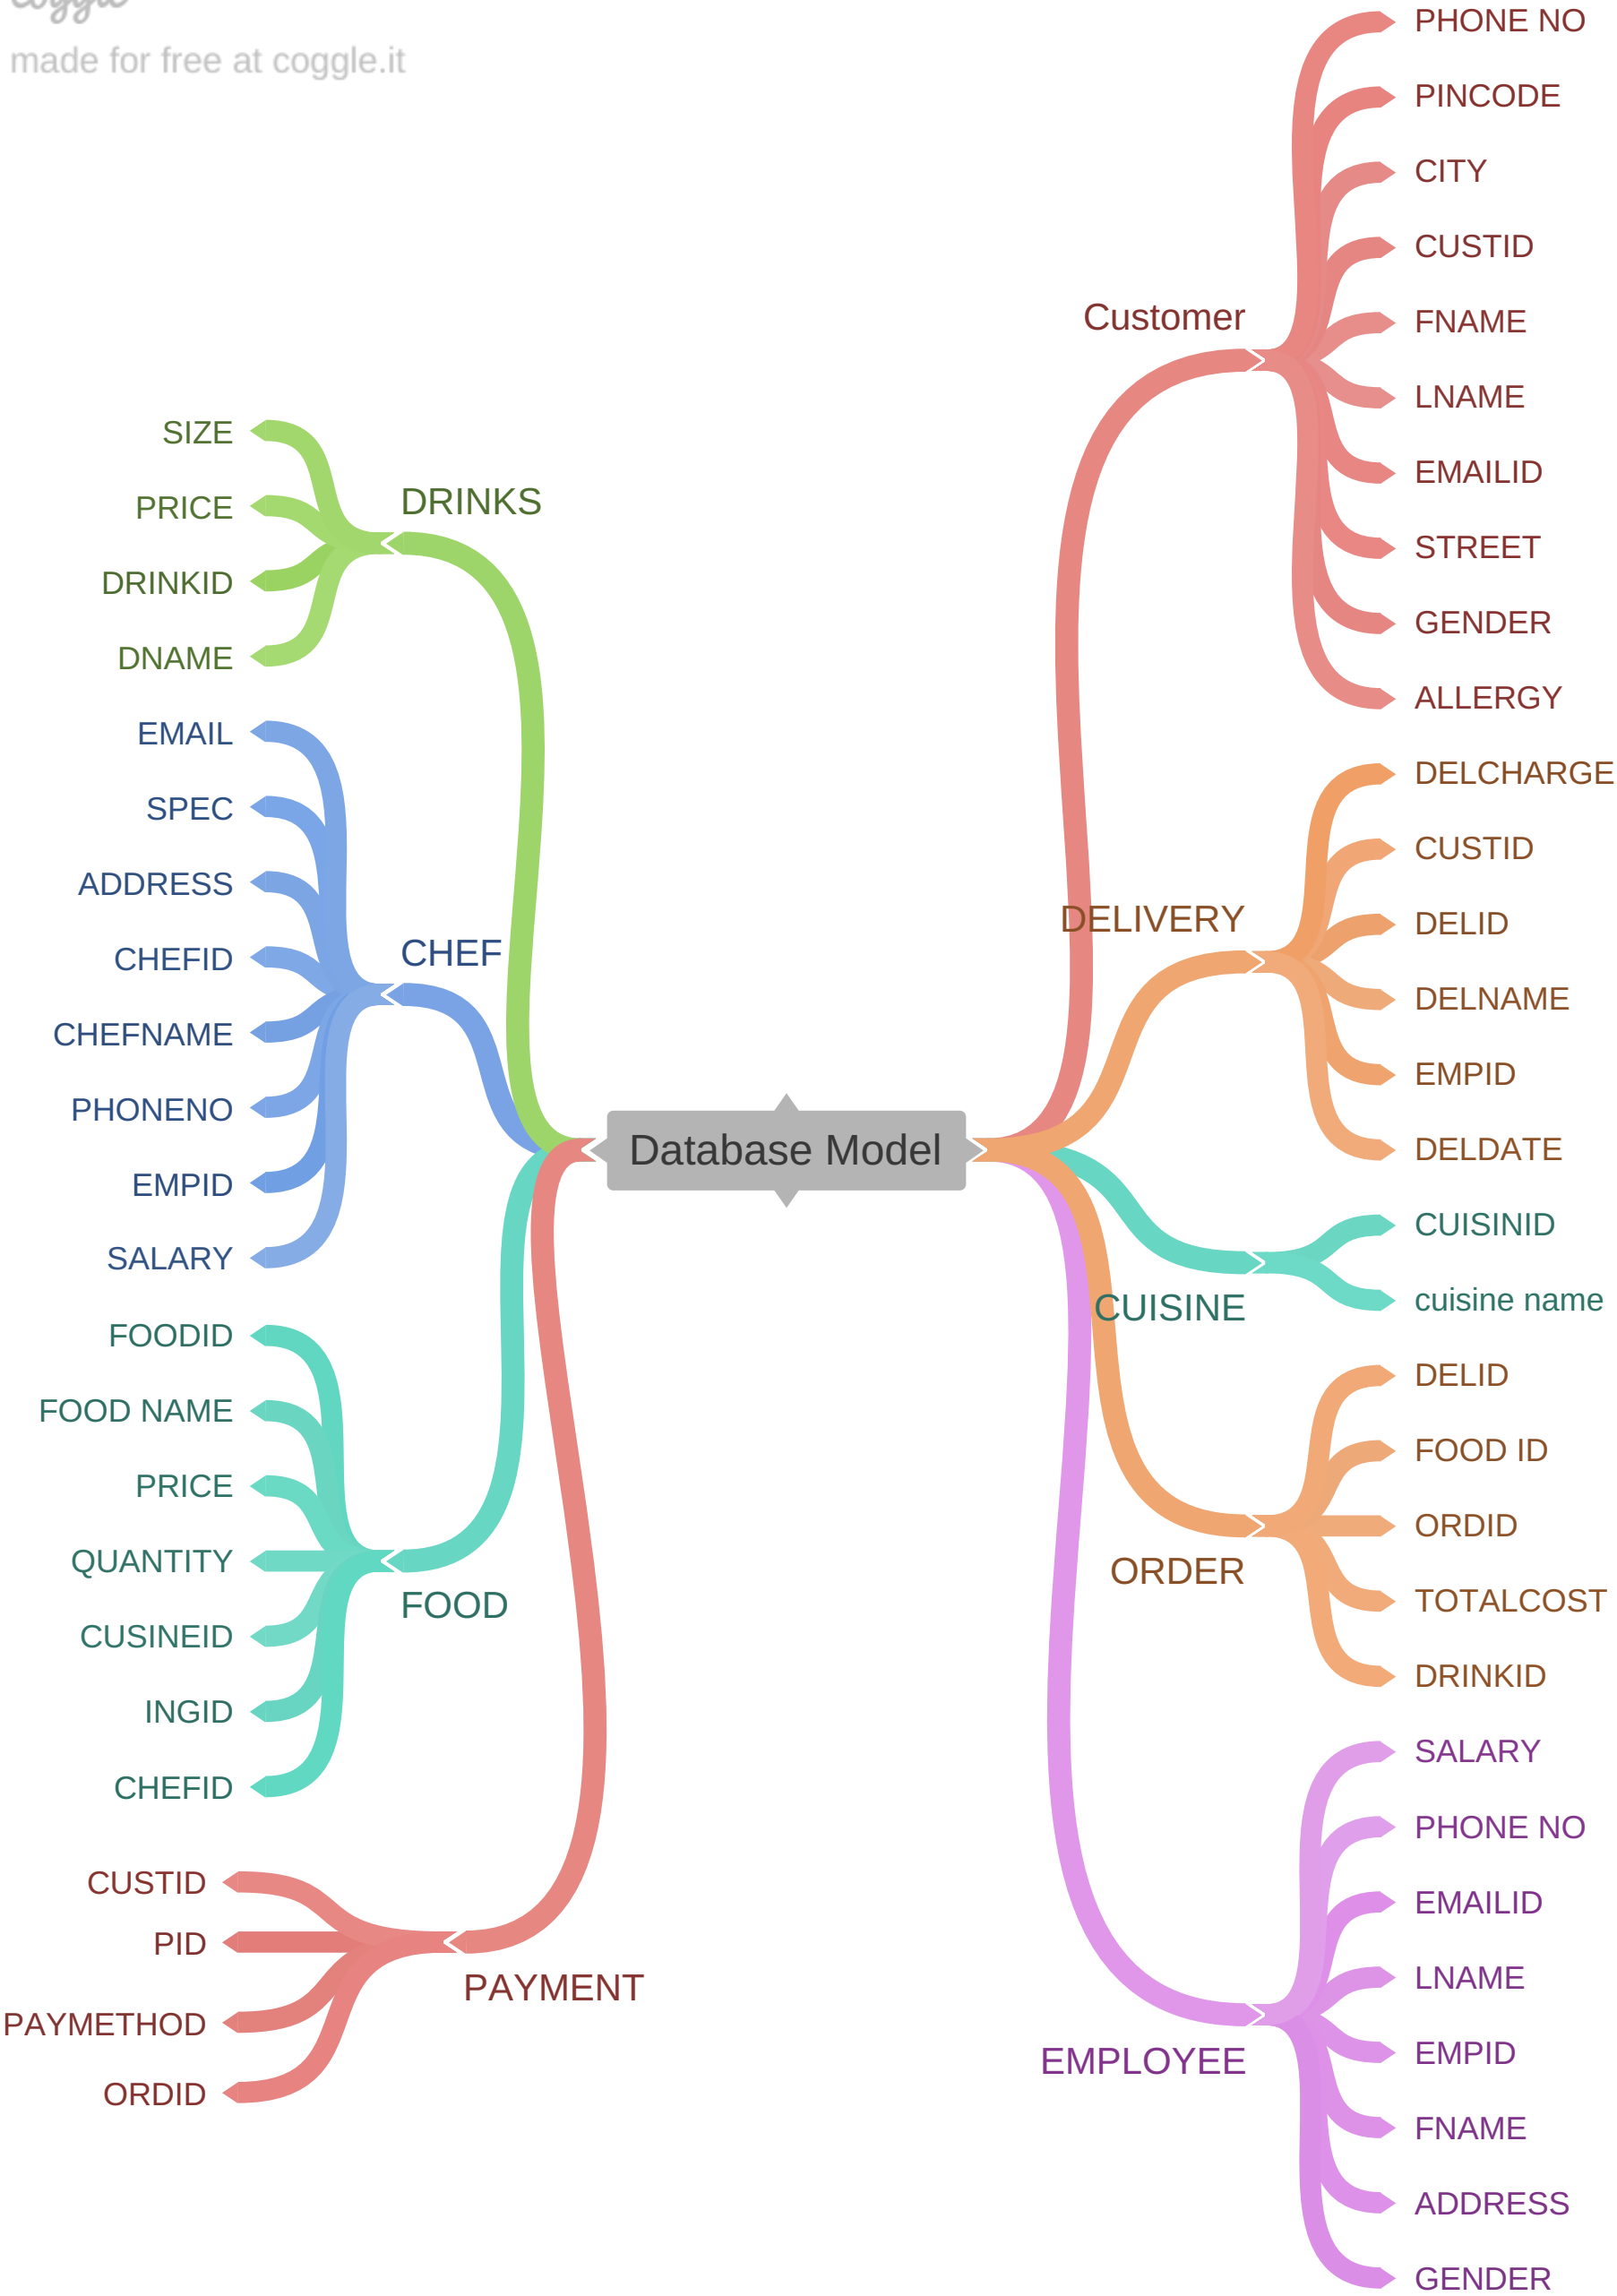 coggle
made for free at coggle.it
Database Model
Customer
PHONE NO
PINCODE
CITY
CUSTID
FNAME
LNAME
EMAILID
STREET
GENDER
ALLERGY
DELIVERY
DELCHARGE
CUSTID
DELID
DELNAME
EMPID
DELDATE
CUISINE
CUISINID
cuisine name
ORDER
DELID
FOOD ID
ORDID
TOTALCOST
DRINKID
EMPLOYEE
SALARY
PHONE NO
EMAILID
LNAME
EMPID
FNAME
ADDRESS
GENDER
DRINKS
SIZE
PRICE
DRINKID
DNAME
CHEF
EMAIL
SPEC
ADDRESS
CHEFID
CHEFNAME
PHONENO
EMPID
SALARY
FOOD
FOODID
FOOD NAME
PRICE
QUANTITY
CUSINEID
INGID
CHEFID
PAYMENT
CUSTID
PID
PAYMETHOD
ORDID